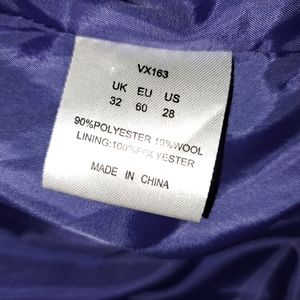 VX163
UK EU US
32 60 28
90%POLYESTER 10%WOOL
LINING:100%POLYESTER
MADE IN CHINA